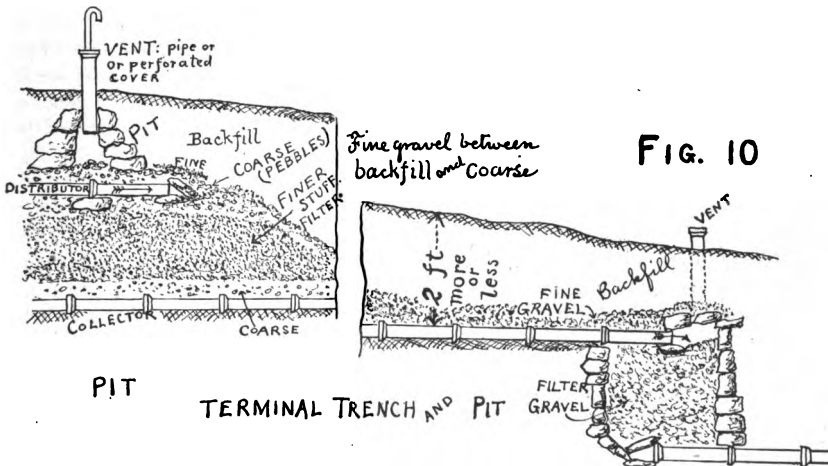 VENT: pipe or
or perforated
COVER
PIT
Backfill
FINE
COARSE
(PEBBLES)
FINER
STUFF
FILTER
DISTRIBUTOR
COLLECTOR
COARSE
PIT
Fine gravel between
backfill and Coarse
FIG. 10
VENT
2 ft
more
or
less
Backfill
FINE
GRAVEL
FILTER
GRAVEL
TERMINAL TRENCH AND PIT